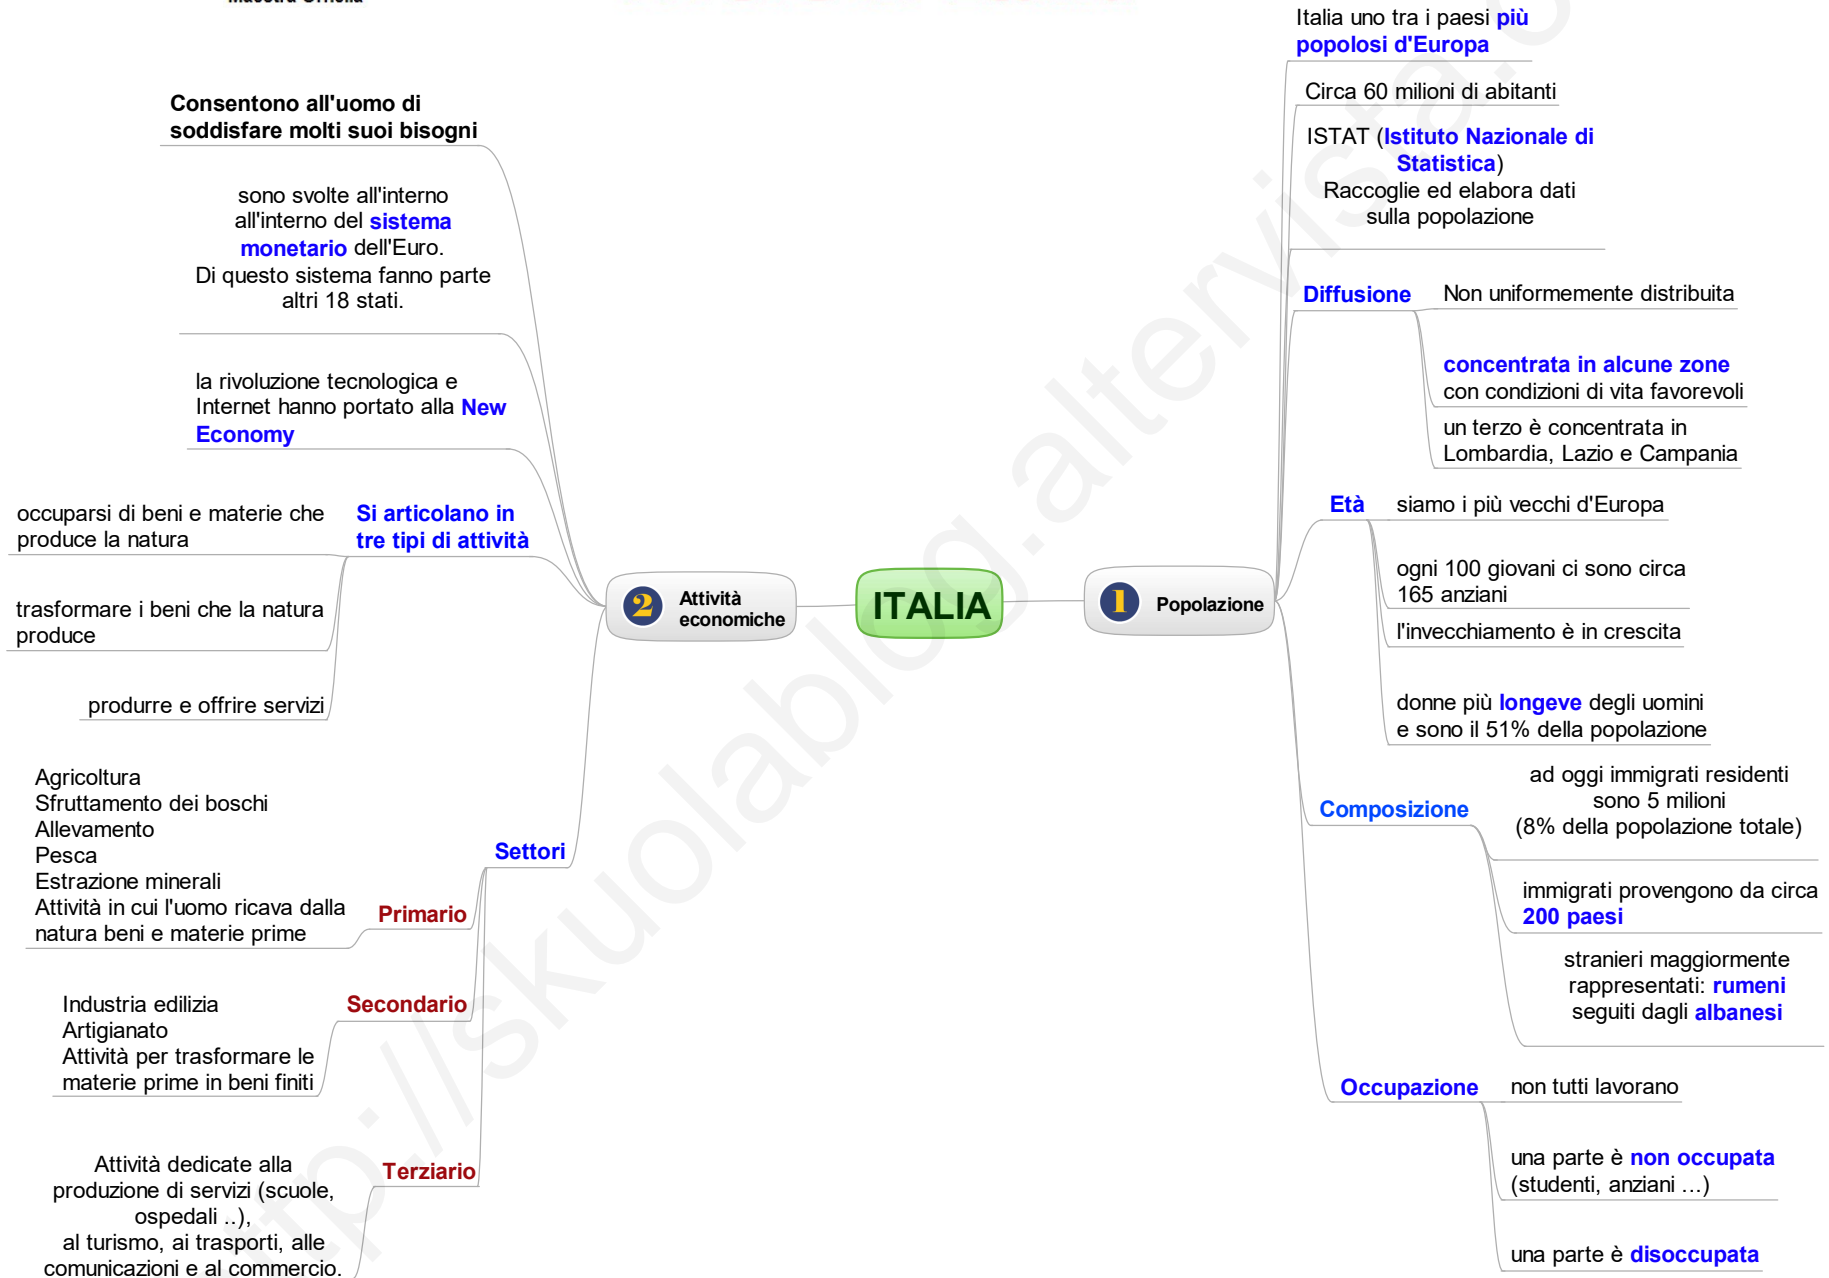 Maestra Ornella
ITALIA
1 Popolazione
Italia uno tra i paesi più
popolosi d'Europa
Circa 60 milioni di abitanti
ISTAT (Istituto Nazionale di
Statistica)
Raccoglie ed elabora dati
sulla popolazione
Diffusione
Non uniformemente distribuita
concentrata in alcune zone
con condizioni di vita favorevoli
un terzo è concentrata in
Lombardia, Lazio e Campania
Età
siamo i più vecchi d'Europa
ogni 100 giovani ci sono circa
165 anziani
l'invecchiamento è in crescita
donne più longeve degli uomini
e sono il 51% della popolazione
Composizione
ad oggi immigrati residenti
sono 5 milioni
(8% della popolazione totale)
immigrati provengono da circa
200 paesi
stranieri maggiormente
rappresentati: rumeni
seguiti dagli albanesi
Occupazione
non tutti lavorano
una parte è non occupata
(studenti, anziani ...)
una parte è disoccupata
2 Attività
economiche
Consentono all'uomo di
soddisfare molti suoi bisogni
sono svolte all'interno
all'interno del sistema
monetario dell'Euro.
Di questo sistema fanno parte
altri 18 stati.
la rivoluzione tecnologica e
Internet hanno portato alla New
Economy
Si articolano in
tre tipi di attività
occuparsi di beni e materie che
produce la natura
trasformare i beni che la natura
produce
produrre e offrire servizi
Settori
Primario
Agricoltura
Sfruttamento dei boschi
Allevamento
Pesca
Estrazione minerali
Attività in cui l'uomo ricava dalla
natura beni e materie prime
Secondario
Industria edilizia
Artigianato
Attività per trasformare le
materie prime in beni finiti
Terziario
Attività dedicate alla
produzione di servizi (scuole,
ospedali ..),
al turismo, ai trasporti, alle
comunicazioni e al commercio.
tp://skuolablog.altervista.o